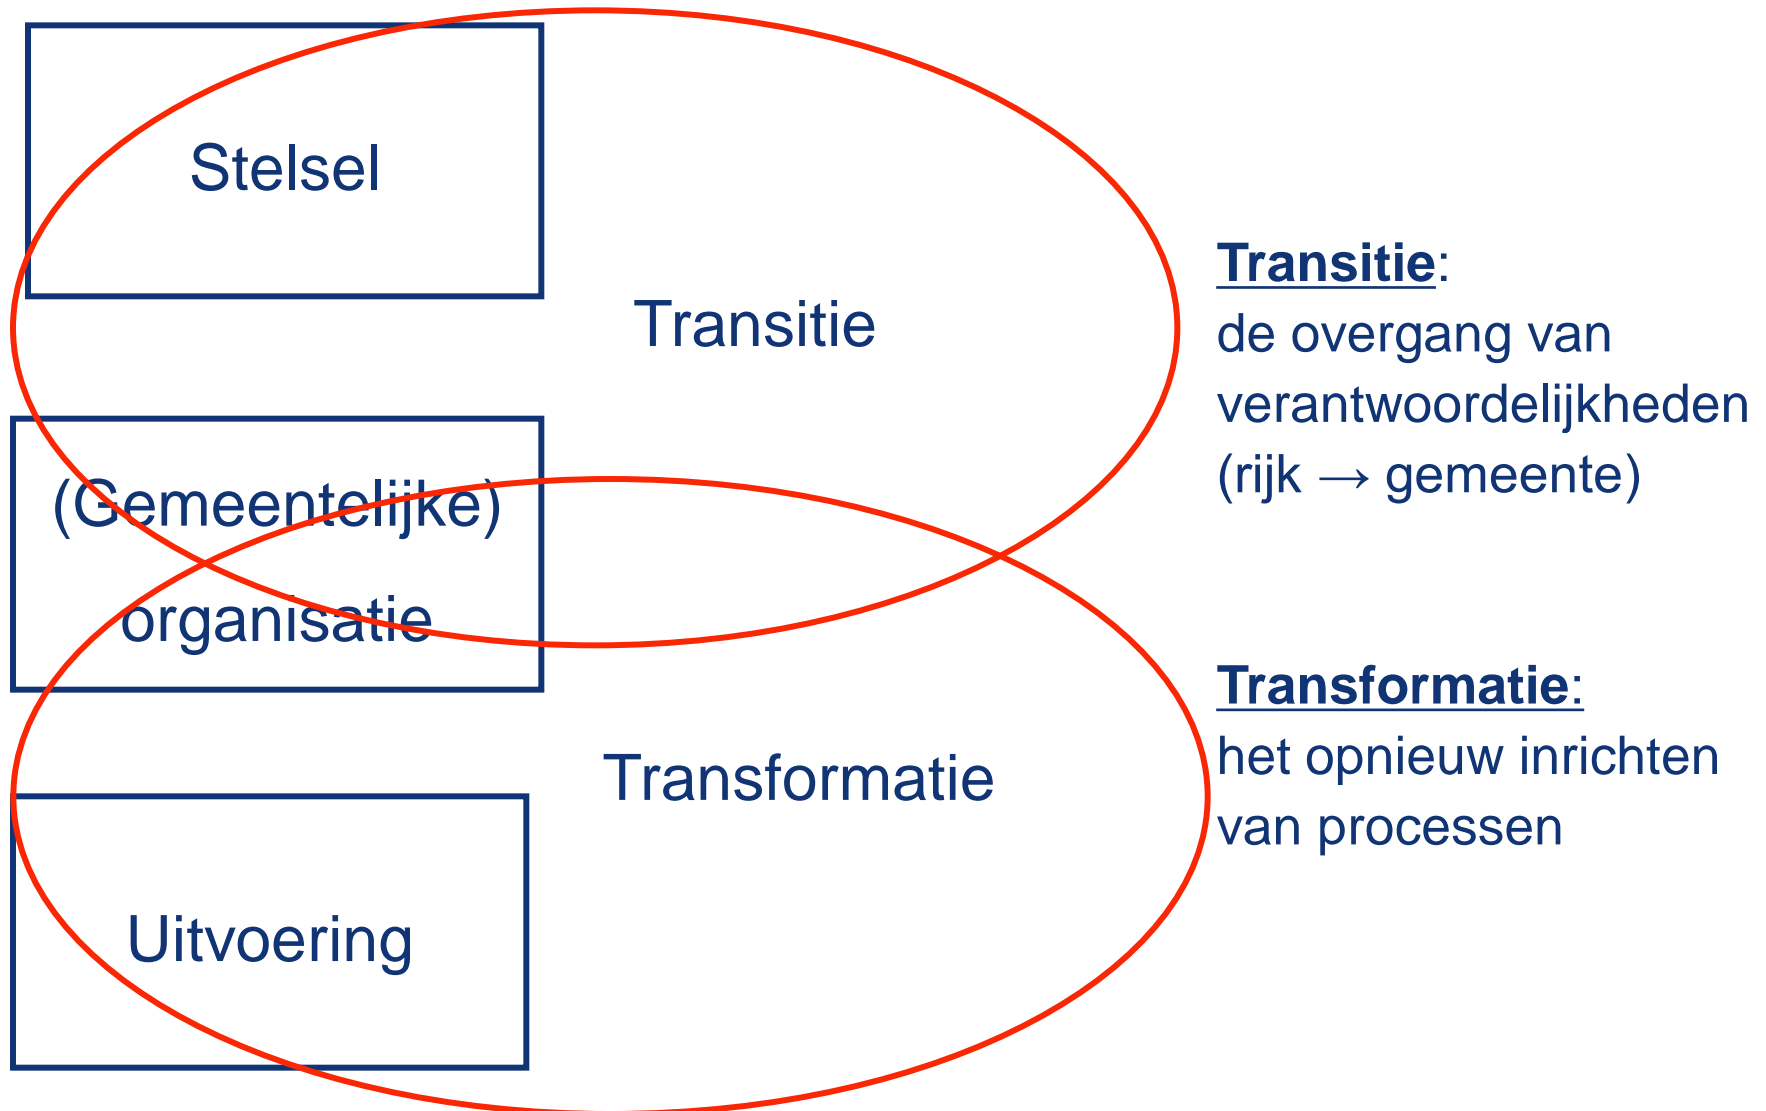 Stelsel
Transitie
(Gemeentelijke)
organisatie
Transformatie
Uitvoering
Transitie:
de overgang van
verantwoordelijkheden
(rijk → gemeente)
Transformatie:
het opnieuw inrichten
van processen